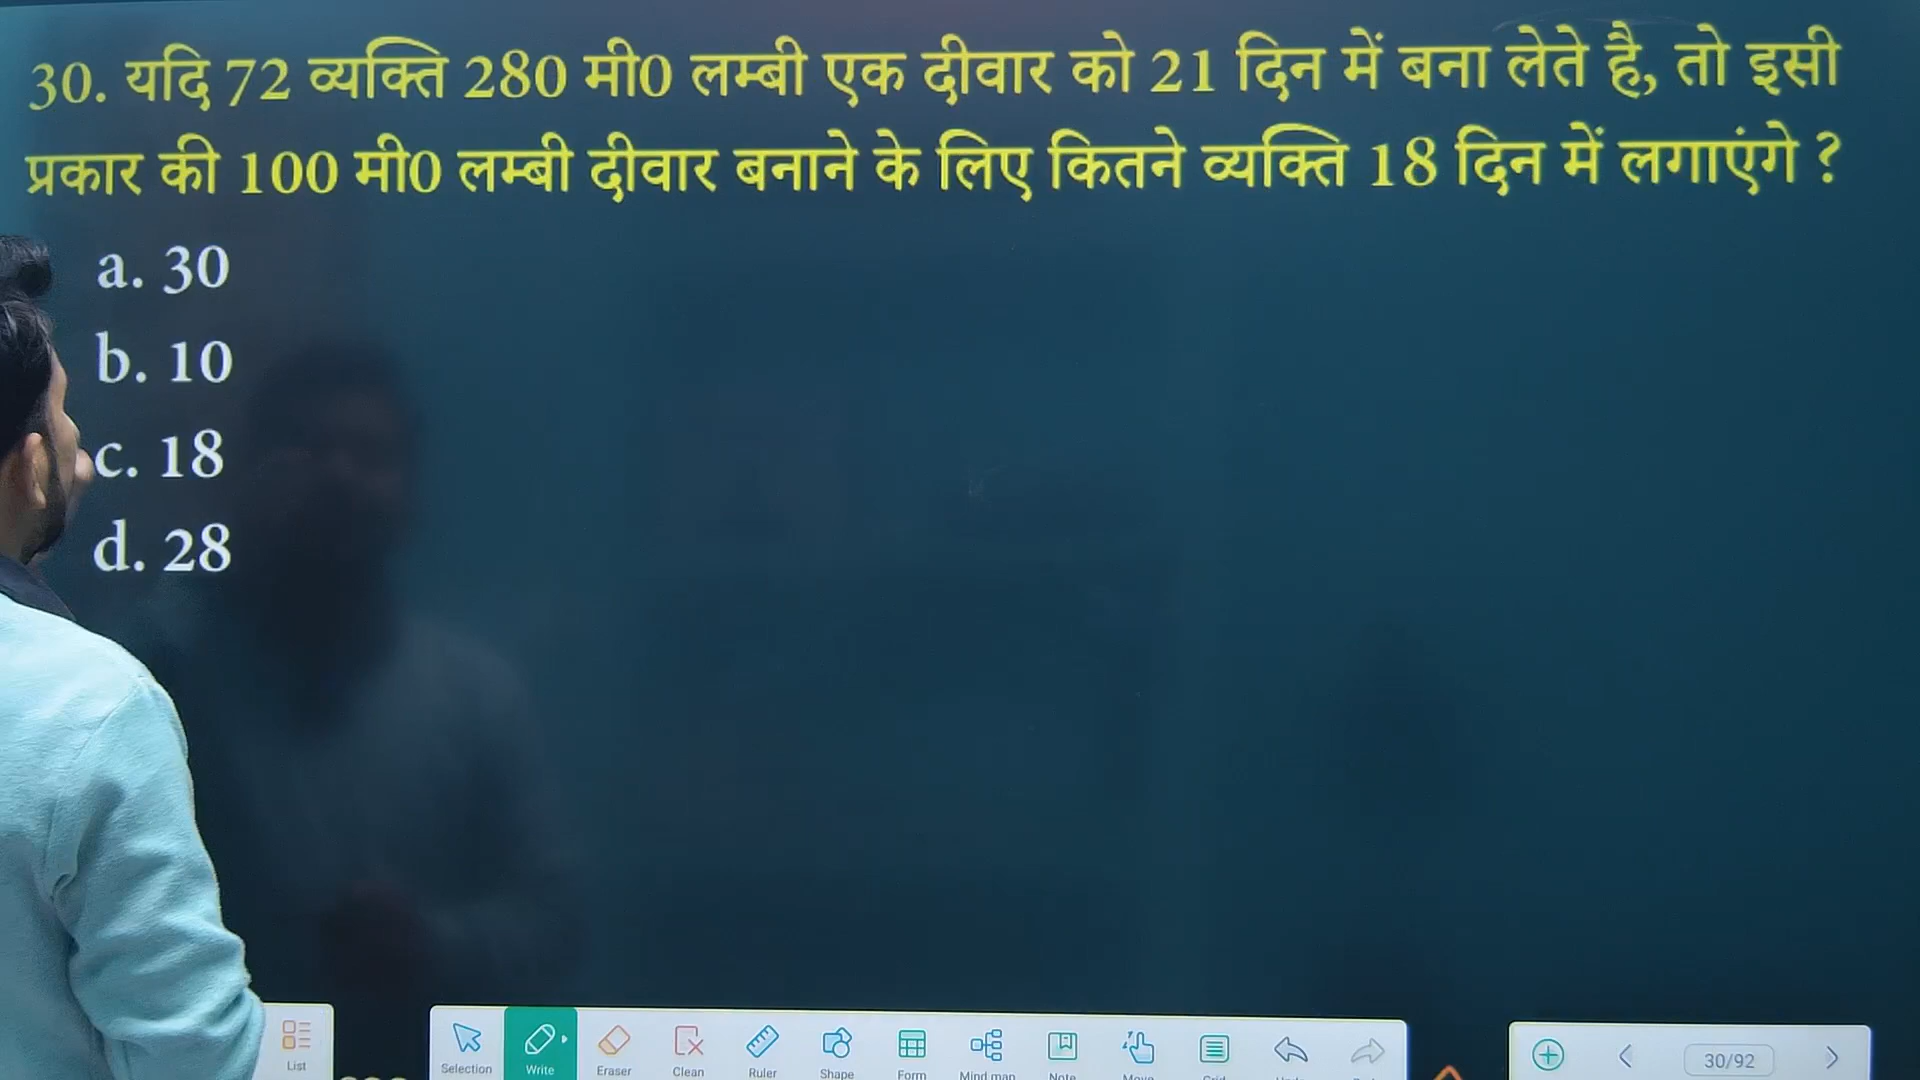 30. यदि 72 व्यक्ति 280 मी0 लम्बी एक दीवार को 21 दिन में बना लेते है, तो इसी
प्रकार की 100 मी0 लम्बी दीवार बनाने के लिए कितने व्यक्ति 18 दिन में लगाएंगे ?
a. 30
b. 10
c. 18
d. 28
List
Selection
Write
Eraser
Clean
Ruler
Shape
Form
Mind map
Note
Move
30/92